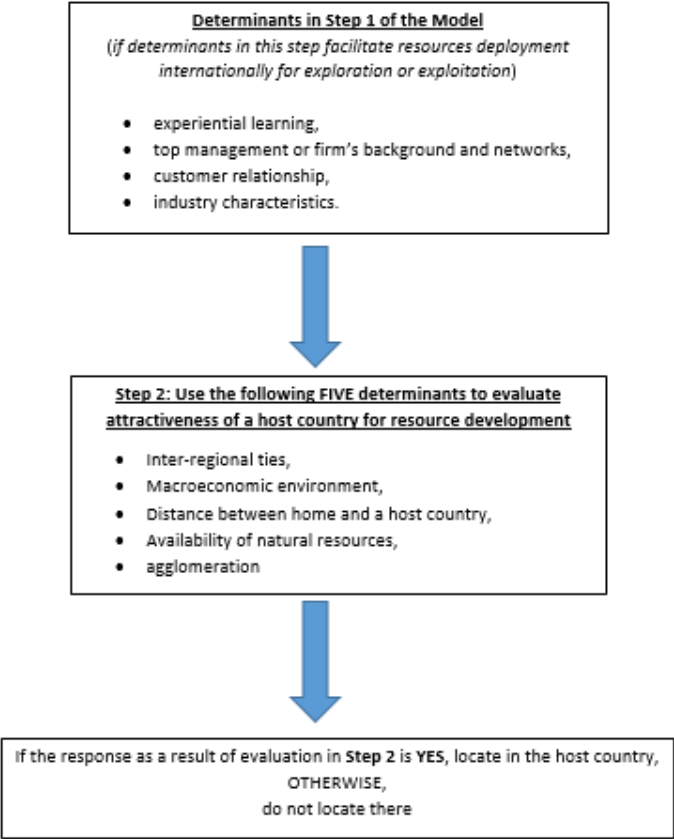 Determinants in Step 1 of the Model
(if determinants in this step facilitate resources deployment
internationally for exploration or exploitation)
• experiential learning,
• top management or firm's background and networks,
• customer relationship,
• industry characteristics.
Step 2: Use the following FIVE determinants to evaluate
attractiveness of a host country for resource development
• Inter-regional ties,
• Macroeconomic environment,
• Distance between home and a host country,
• Availability of natural resources,
• agglomeration
If the response as a result of evaluation in Step 2 is YES, locate in the host country,
OTHERWISE,
do not locate there